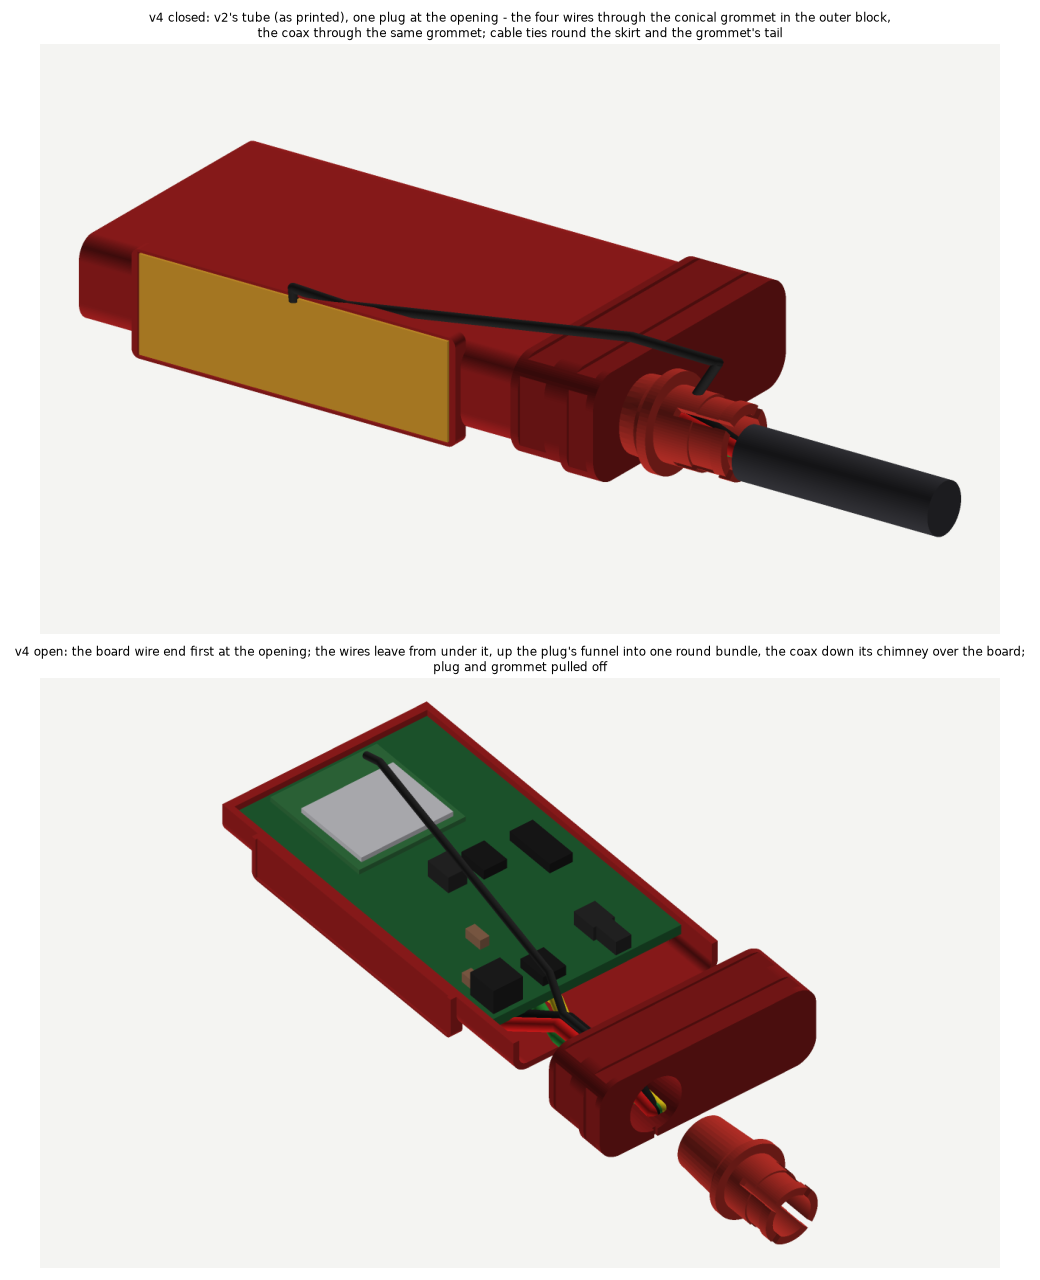 v4 closed: v2's tube (as printed), one plug at the opening - the four wires through the conical grommet in the outer block,
the coax through the same grommet; cable ties round the skirt and the grommet's tail
v4 open: the board wire end first at the opening; the wires leave from under it, up the plug's funnel into one round bundle, the coax down its chimney over the board;
plug and grommet pulled off